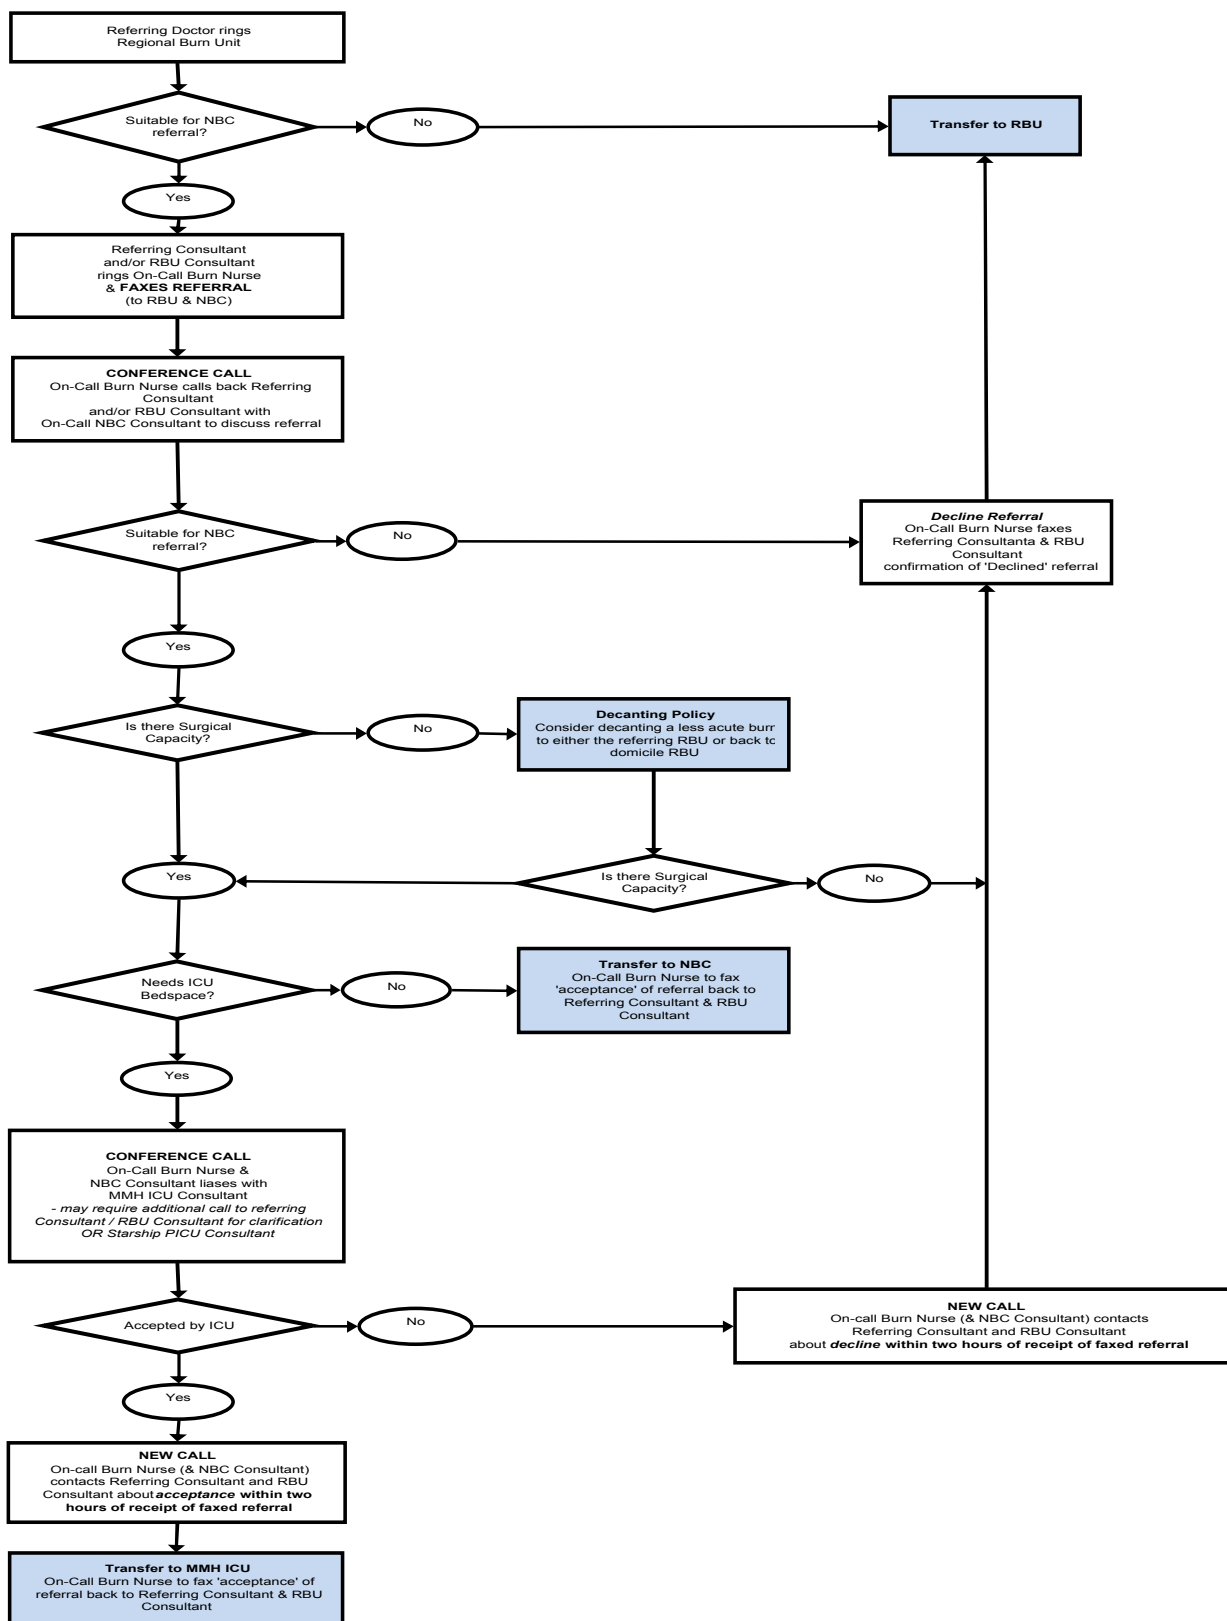 Referring Doctor rings
Regional Burn Unit
Suitable for NBC
referral?
No
Transfer to RBU
Yes
Referring Consultant
and/or RBU Consultant
rings On-Call Burn Nurse
& FAXES REFERRAL
(to RBU & NBC)
CONFERENCE CALL
On-Call Burn Nurse calls back Referring
Consultant
and/or RBU Consultant with
On-Call NBC Consultant to discuss referral
Suitable for NBC
referral?
No
Decline Referral
On-Call Burn Nurse faxes
Referring Consultanta & RBU
Consultant
confirmation of 'Declined' referral
Yes
Is there Surgical
Capacity?
No
Decanting Policy
Consider decanting a less acute burn
to either the referring RBU or back to
domicile RBU
Yes
Is there Surgical
Capacity?
No
Needs ICU
Bedspace?
No
Transfer to NBC
On-Call Burn Nurse to fax
'acceptance' of referral back to
Referring Consultant & RBU
Consultant
Yes
CONFERENCE CALL
On-Call Burn Nurse &
NBC Consultant liases with
MMH ICU Consultant
- may require additional call to referring
Consultant / RBU Consultant for clarification
OR Starship PICU Consultant
Accepted by ICU
No
NEW CALL
On-call Burn Nurse (& NBC Consultant) contacts
Referring Consultant and RBU Consultant
about decline within two hours of receipt of faxed referral
Yes
NEW CALL
On-call Burn Nurse (& NBC Consultant)
contacts Referring Consultant and RBU
Consultant about acceptance within two
hours of receipt of faxed referral
Transfer to MMH ICU
On-Call Burn Nurse to fax 'acceptance' of
referral back to Referring Consultant & RBU
Consultant